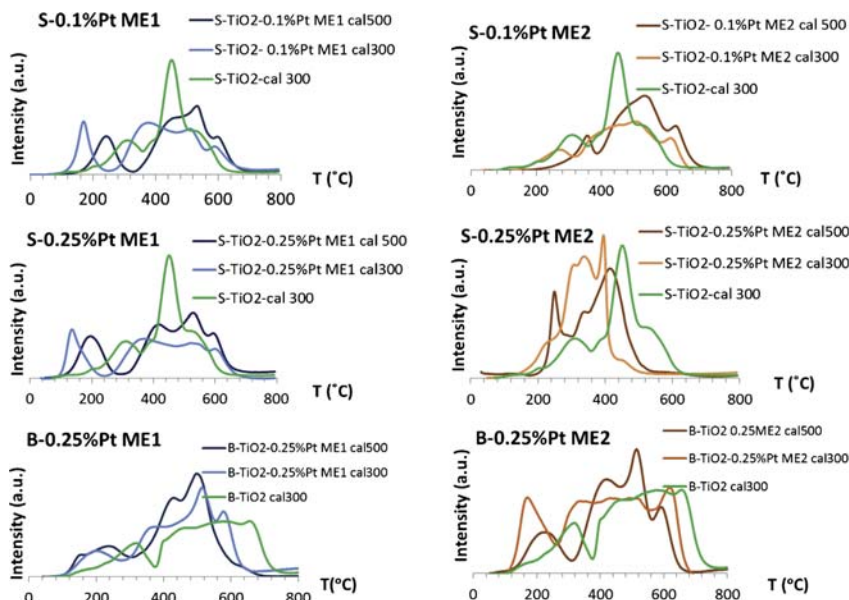 S-0.1%Pt ME1
S-TiO2-0.1%Pt ME1 cal500
S-TiO2- 0.1%Pt ME1 cal300
S-TiO2-cal 300
Intensity (a.u.)
0 200 400 600 800
T (˚C)
S-0.1%Pt ME2
S-TiO2- 0.1%Pt ME2 cal 500
S-TiO2-0.1%Pt ME2 cal300
S-TiO2-cal 300
Intensity (a.u.)
0 200 400 600 800
T (˚C)
S-0.25%Pt ME1
S-TiO2-0.25%Pt ME1 cal 500
S-TiO2-0.25%Pt ME1 cal300
S-TiO2-cal 300
Intensity (a.u.)
0 200 400 600 800
T (˚C)
S-0.25%Pt ME2
S-TiO2-0.25%Pt ME2 cal500
S-TiO2-0.25%Pt ME2 cal300
S-TiO2-cal 300
Intensity (a.u.)
0 200 400 600 800
T (˚C)
B-0.25%Pt ME1
B-TiO2-0.25%Pt ME1 cal500
B-TiO2-0.25%Pt ME1 cal300
B-TiO2 cal300
Intensity (a.u.)
0 200 400 600 800
T(ºC)
B-0.25%Pt ME2
B-TiO2 0.25ME2 cal500
B-TiO2-0.25%Pt ME2 cal300
B-TiO2 cal300
Intensity (a.u.)
0 200 400 600 800
T (ºC)